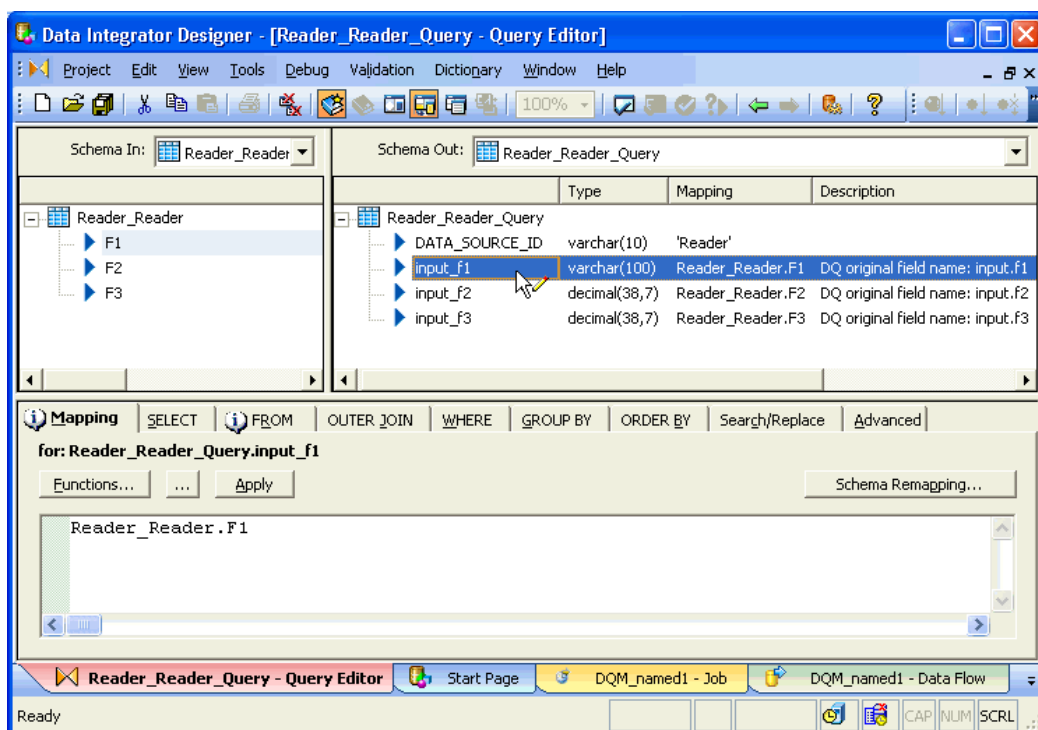 Data Integrator Designer - [Reader_Reader_Query - Query Editor]
Project Edit View Tools Debug Validation Dictionary Window Help
100%
Schema In: Reader_Reader Schema Out: Reader_Reader_Query
Type Mapping Description
Reader_Reader
F1
F2
F3
Reader_Reader_Query
DATA_SOURCE_ID varchar(10) 'Reader'
input_f1 varchar(100) Reader_Reader.F1 DQ original field name: input.f1
input_f2 decimal(38,7) Reader_Reader.F2 DQ original field name: input.f2
input_f3 decimal(38,7) Reader_Reader.F3 DQ original field name: input.f3
Mapping SELECT FROM OUTER JOIN WHERE GROUP BY ORDER BY Search/Replace Advanced
for: Reader_Reader_Query.input_f1
Functions... ... Apply Schema Remapping...
Reader_Reader.F1
Reader_Reader_Query - Query Editor Start Page DQM_named1 - Job DQM_named1 - Data Flow
Ready CAP NUM SCRL